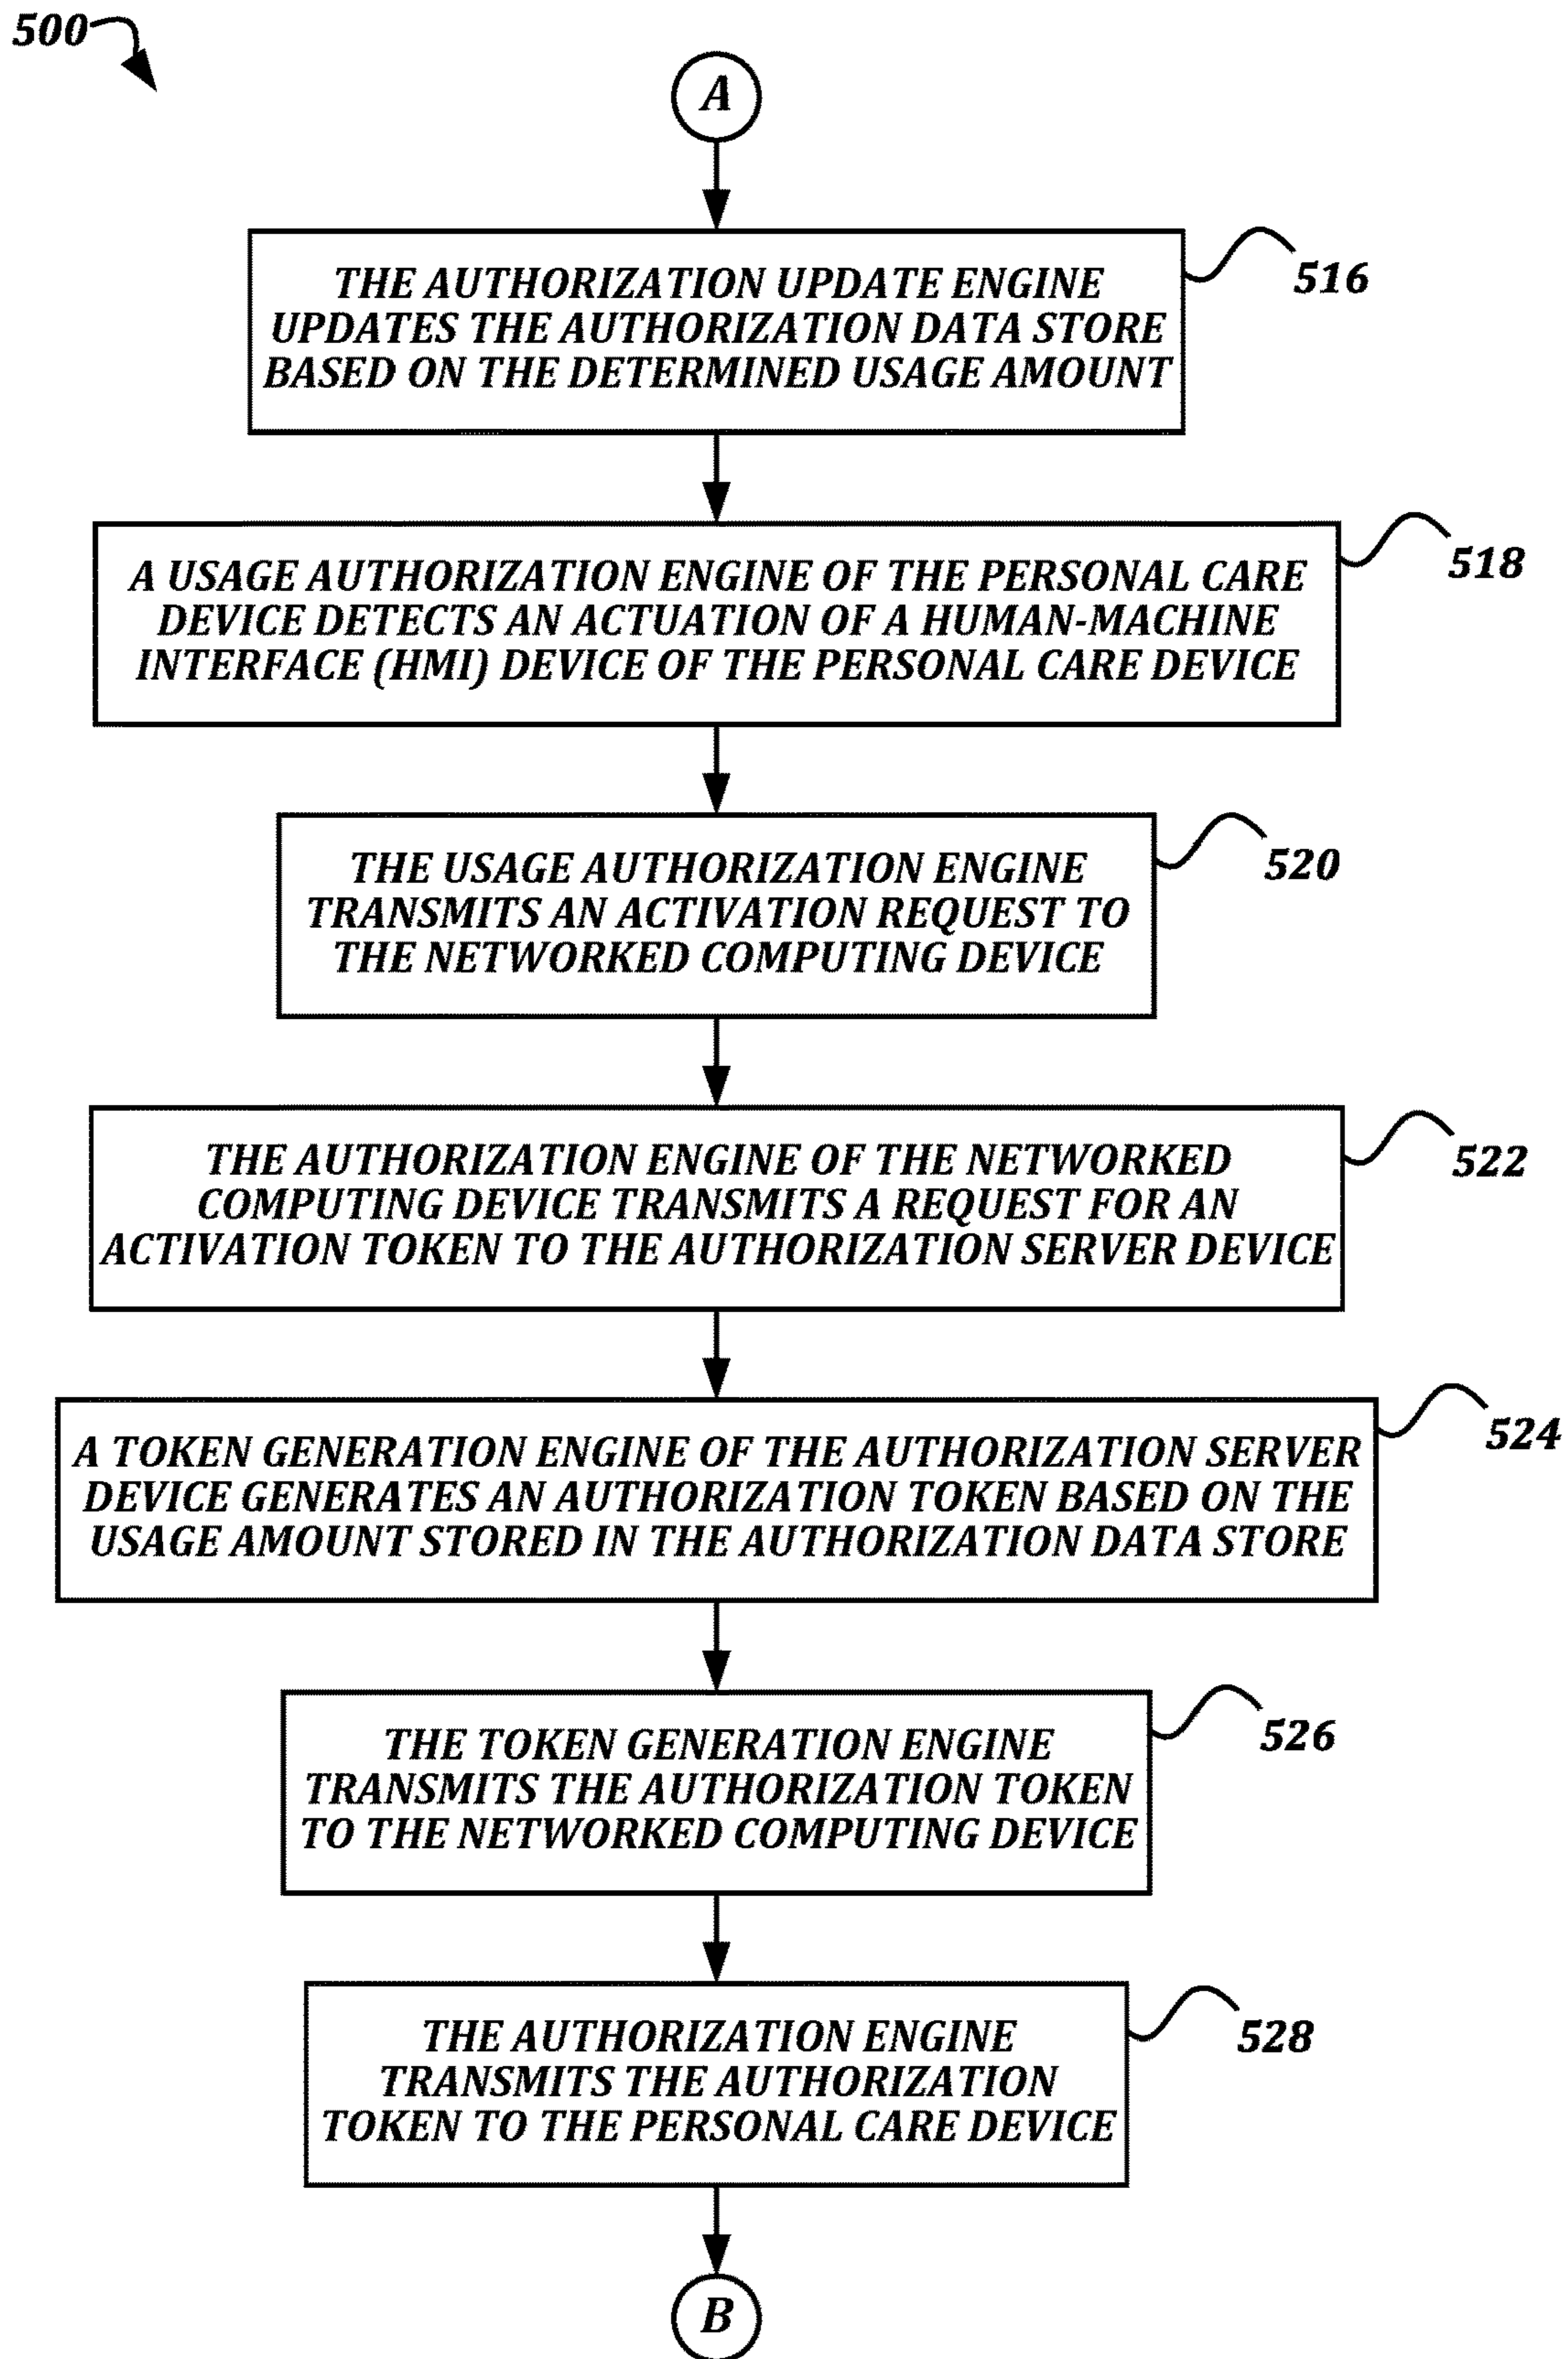 500
A
THE AUTHORIZATION UPDATE ENGINE
UPDATES THE AUTHORIZATION DATA STORE
BASED ON THE DETERMINED USAGE AMOUNT
516
A USAGE AUTHORIZATION ENGINE OF THE PERSONAL CARE
DEVICE DETECTS AN ACTUATION OF A HUMAN-MACHINE
INTERFACE (HMI) DEVICE OF THE PERSONAL CARE DEVICE
518
THE USAGE AUTHORIZATION ENGINE
TRANSMITS AN ACTIVATION REQUEST TO
THE NETWORKED COMPUTING DEVICE
520
THE AUTHORIZATION ENGINE OF THE NETWORKED
COMPUTING DEVICE TRANSMITS A REQUEST FOR AN
ACTIVATION TOKEN TO THE AUTHORIZATION SERVER DEVICE
522
A TOKEN GENERATION ENGINE OF THE AUTHORIZATION SERVER
DEVICE GENERATES AN AUTHORIZATION TOKEN BASED ON THE
USAGE AMOUNT STORED IN THE AUTHORIZATION DATA STORE
524
THE TOKEN GENERATION ENGINE
TRANSMITS THE AUTHORIZATION TOKEN
TO THE NETWORKED COMPUTING DEVICE
526
THE AUTHORIZATION ENGINE
TRANSMITS THE AUTHORIZATION
TOKEN TO THE PERSONAL CARE DEVICE
528
B